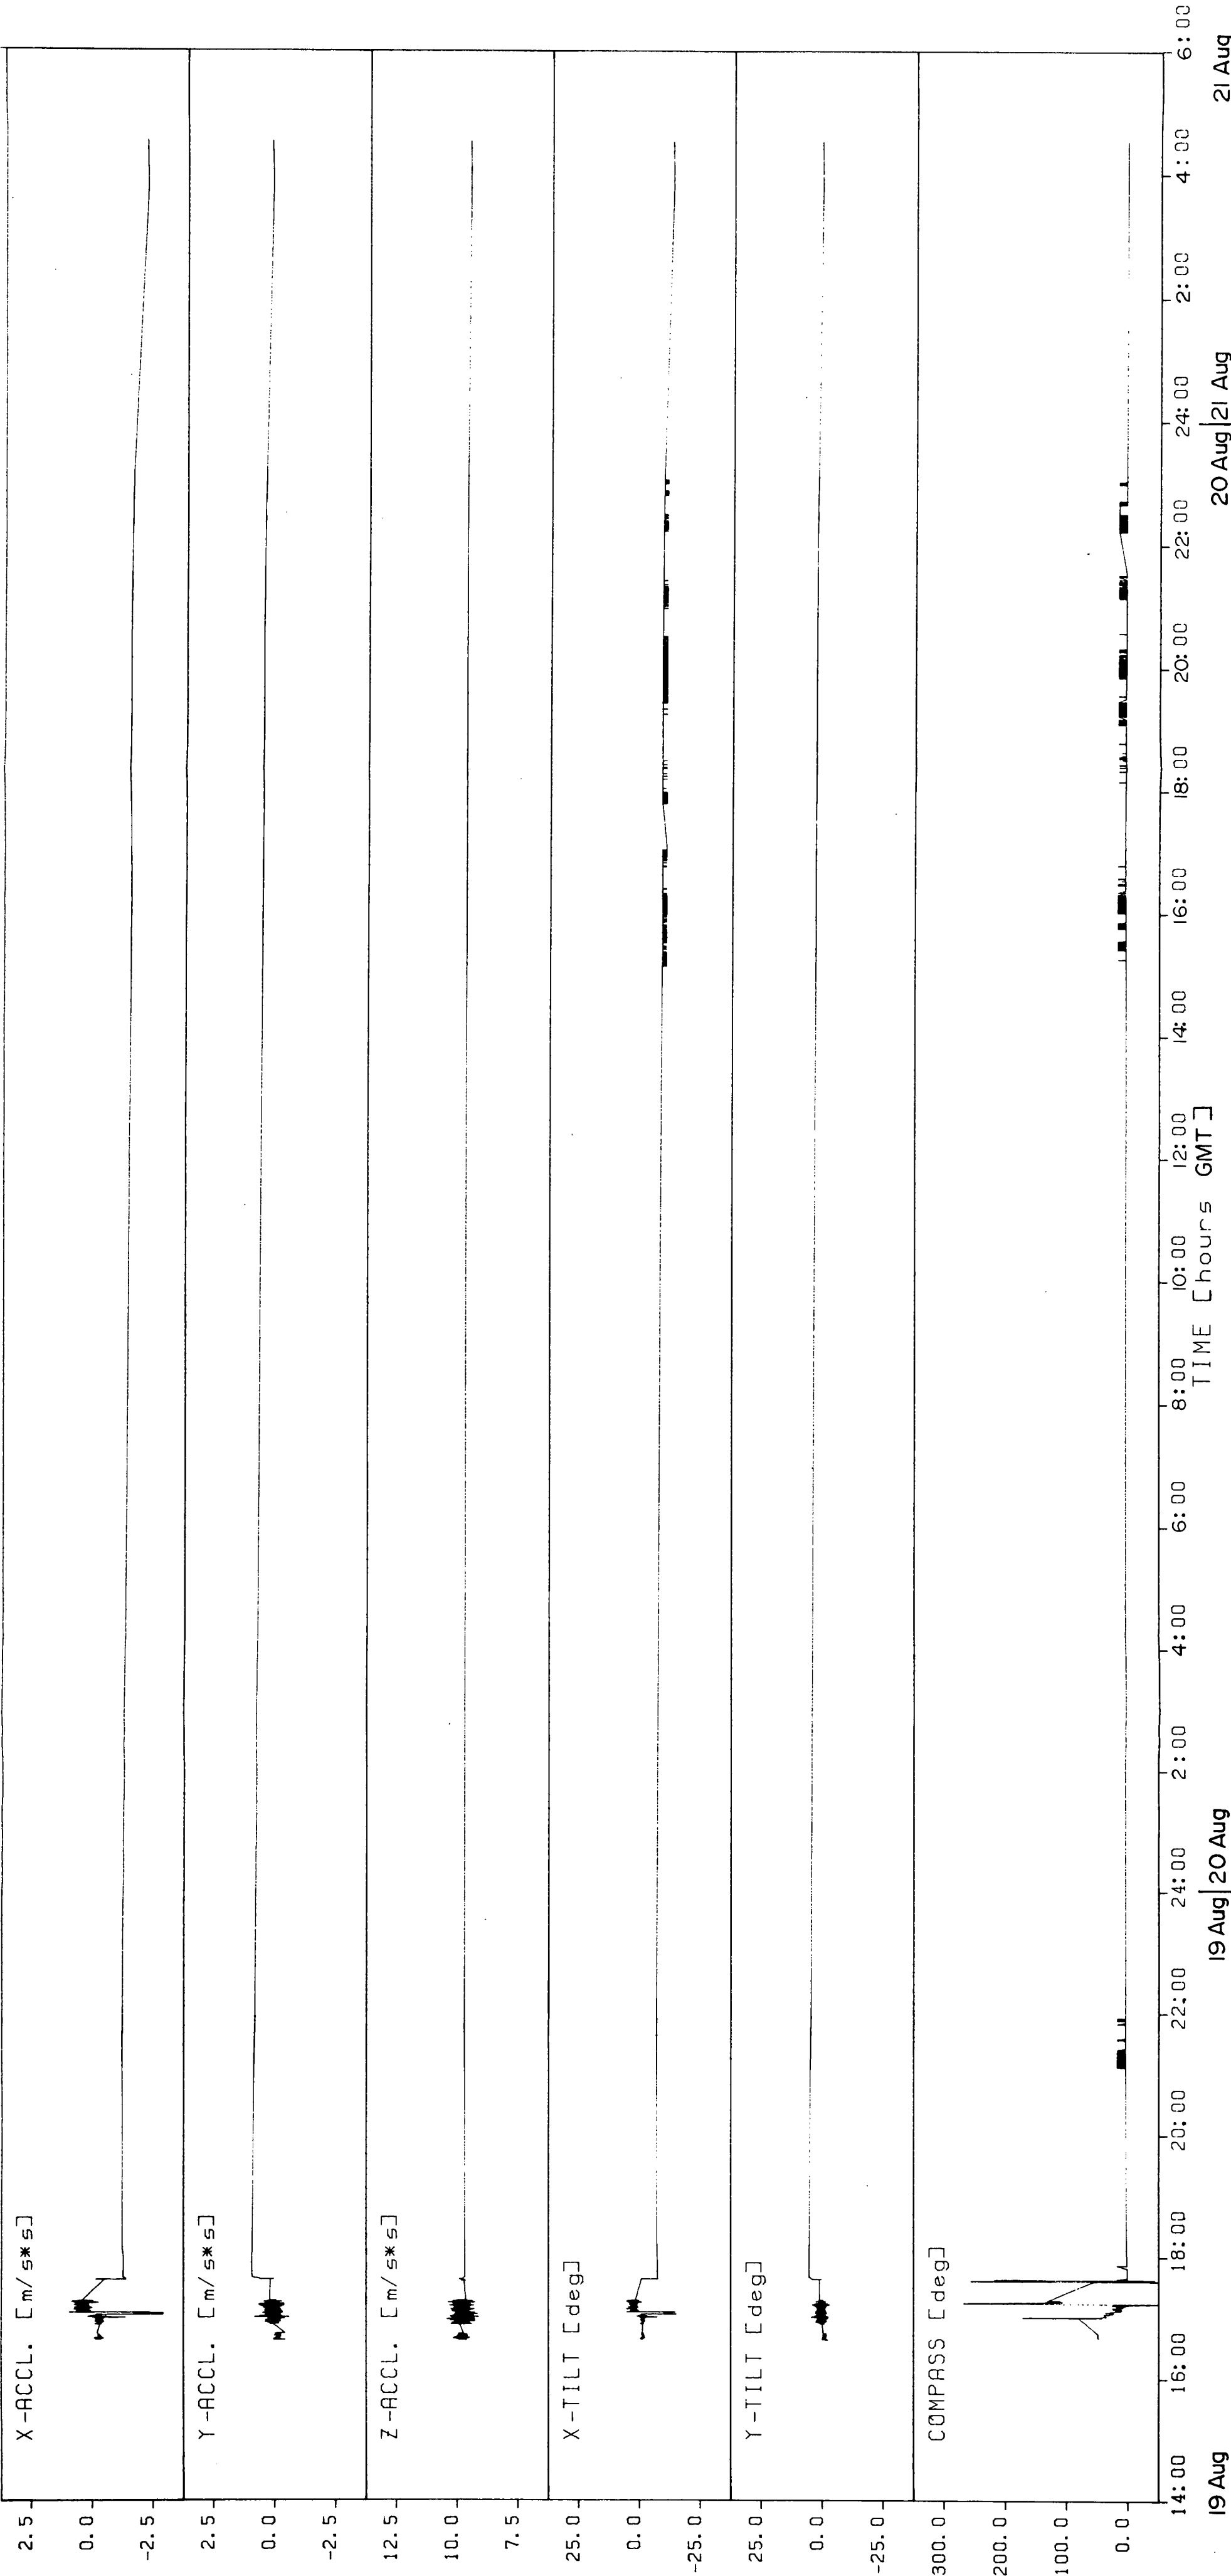 X-ACCL. [m/s*s]
2.5
0.0
-2.5
Y-ACCL. [m/s*s]
2.5
0.0
-2.5
Z-ACCL. [m/s*s]
12.5
10.0
7.5
X-TILT [deg]
25.0
0.0
-25.0
Y-TILT [deg]
25.0
0.0
-25.0
COMPASS [deg]
300.0
200.0
100.0
0.0
14:00 16:00 18:00 20:00 22:00 24:00 2:00 4:00 6:00 8:00 10:00 12:00 14:00 16:00 18:00 20:00 22:00 24:00 2:00 4:00 6:00
TIME [hours GMT]
19 Aug 19 Aug|20 Aug 20 Aug|21 Aug 21 Aug